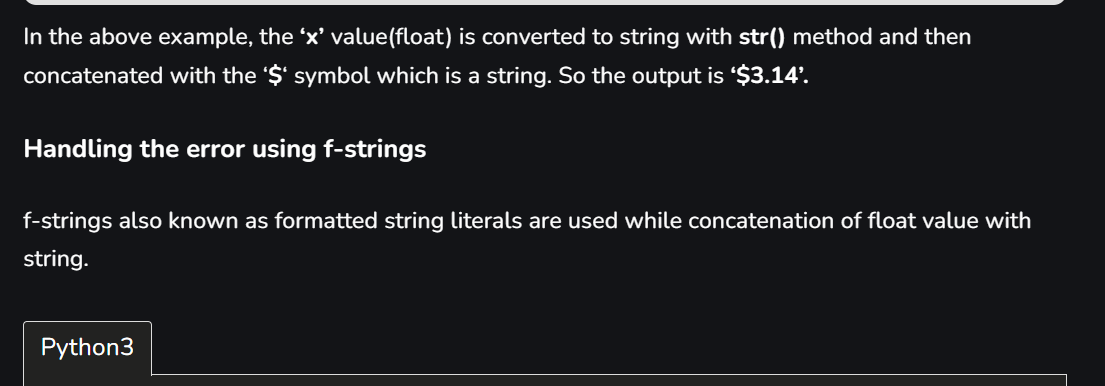 In the above example, the ‘x’ value(float) is converted to string with str() method and then
concatenated with the ‘$‘ symbol which is a string. So the output is ‘$3.14’.
Handling the error using f-strings
f-strings also known as formatted string literals are used while concatenation of float value with
string.
Python3